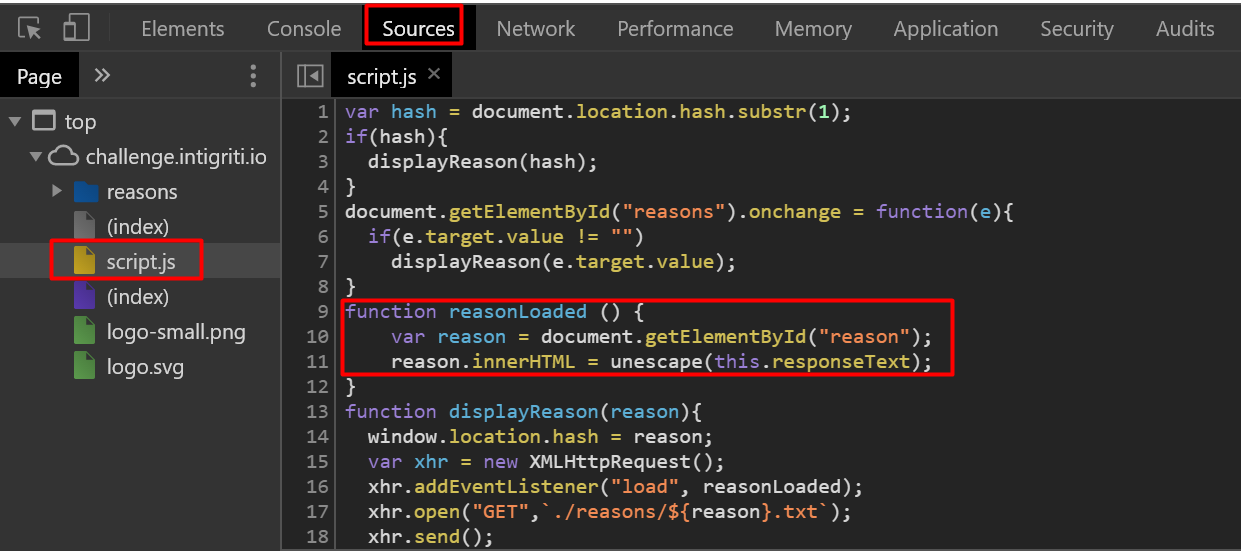 Elements Console Sources Network Performance Memory Application Security Audits
Page » script.js ×
top
challenge.intigriti.io
reasons
(index)
script.js
(index)
logo-small.png
logo.svg
1 var hash = document.location.hash.substr(1);
2 if(hash){
3   displayReason(hash);
4 }
5 document.getElementById("reasons").onchange = function(e){
6   if(e.target.value != "")
7     displayReason(e.target.value);
8 }
9 function reasonLoaded () {
10     var reason = document.getElementById("reason");
11     reason.innerHTML = unescape(this.responseText);
12 }
13 function displayReason(reason){
14   window.location.hash = reason;
15   var xhr = new XMLHttpRequest();
16   xhr.addEventListener("load", reasonLoaded);
17   xhr.open("GET",`./reasons/${reason}.txt`);
18   xhr.send();